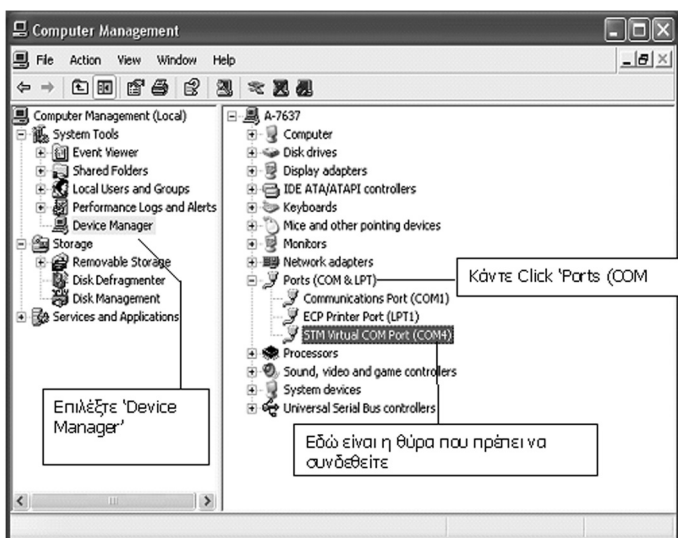 Computer Management
File Action View Window Help
Computer Management (Local)
System Tools
Event Viewer
Shared Folders
Local Users and Groups
Performance Logs and Alerts
Device Manager
Storage
Removable Storage
Disk Defragmenter
Disk Management
Services and Applications
A-7637
Computer
Disk drives
Display adapters
IDE ATA/ATAPI controllers
Keyboards
Mice and other pointing devices
Monitors
Network adapters
Ports (COM & LPT)
Communications Port (COM1)
ECP Printer Port (LPT1)
STM Virtual COM Port (COM4)
Processors
Sound, video and game controllers
System devices
Universal Serial Bus controllers
Κάντε Click 'Ports (COM
Επιλέξτε 'Device
Manager'
Εδώ είναι η θύρα που πρέπει να
συνδεθείτε